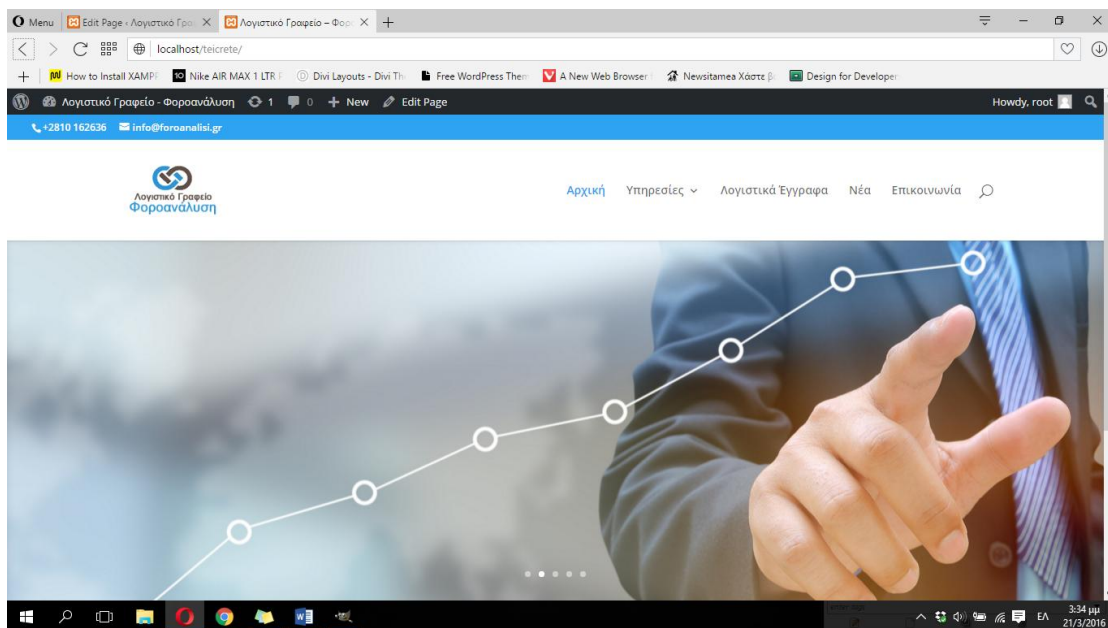 Menu
Edit Page ‹ Λογιστικό Γρα
Λογιστικό Γραφείο – Φορο
localhost/teicrete/
How to Install XAMPP
Nike AIR MAX 1 LTR
Divi Layouts - Divi Th
Free WordPress Them
A New Web Browser
Newsitamea Χάστε β
Design for Developer
Λογιστικό Γραφείο - Φοροανάλυση
1
0
New
Edit Page
Howdy, root
+2810 162636
info@foroanalisi.gr
Λογιστικό Γραφείο
Φοροανάλυση
Αρχική
Υπηρεσίες
Λογιστικά Έγγραφα
Νέα
Επικοινωνία
ΕΛ
3:34 μμ
21/3/2016